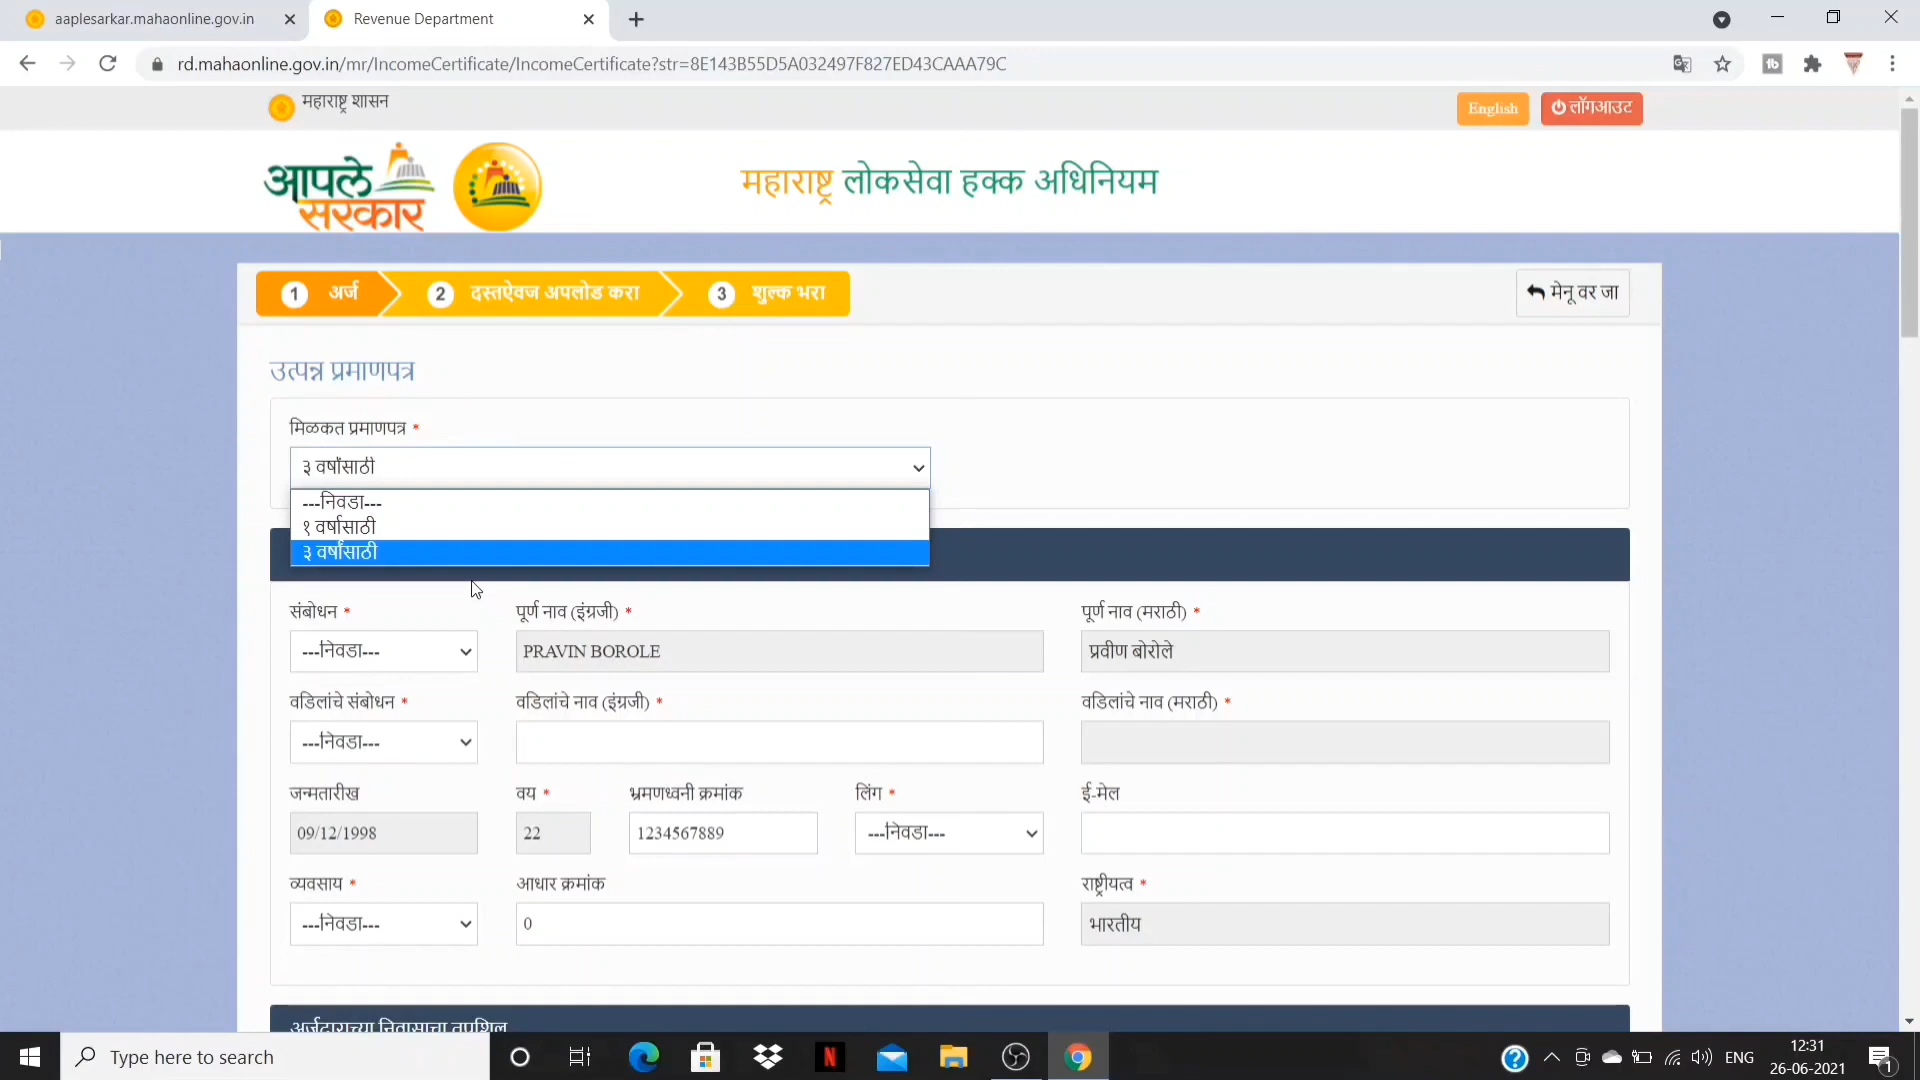 aaplesarkar.mahaonline.gov.in
Revenue Department
rd.mahaonline.gov.in/mr/IncomeCertificate/IncomeCertificate?str=8E143B55D5A032497F827ED43CAAA79C
महाराष्ट्र शासन
English
लॉगआउट
आपले
सरकार
महाराष्ट्र लोकसेवा हक्क अधिनियम
1 अर्ज
2 दस्तऐवज अपलोड करा
3 शुल्क भरा
मेनू वर जा
उत्पन्न प्रमाणपत्र
मिळकत प्रमाणपत्र *
३ वर्षांसाठी
---निवडा---
१ वर्षासाठी
३ वर्षांसाठी
संबोधन * पूर्ण नाव (इंग्रजी) * पूर्ण नाव (मराठी) *
---निवडा--- PRAVIN BOROLE प्रवीण बोरोले
वडिलांचे संबोधन * वडिलांचे नाव (इंग्रजी) * वडिलांचे नाव (मराठी) *
---निवडा---
जन्मतारीख वय * भ्रमणध्वनी क्रमांक लिंग * ई-मेल
09/12/1998 22 1234567889 ---निवडा---
व्यवसाय * आधार क्रमांक राष्ट्रीयत्व *
---निवडा--- 0 भारतीय
अर्जदाराच्या निवासाचा तपशिल
Type here to search
ENG
12:31
26-06-2021
1